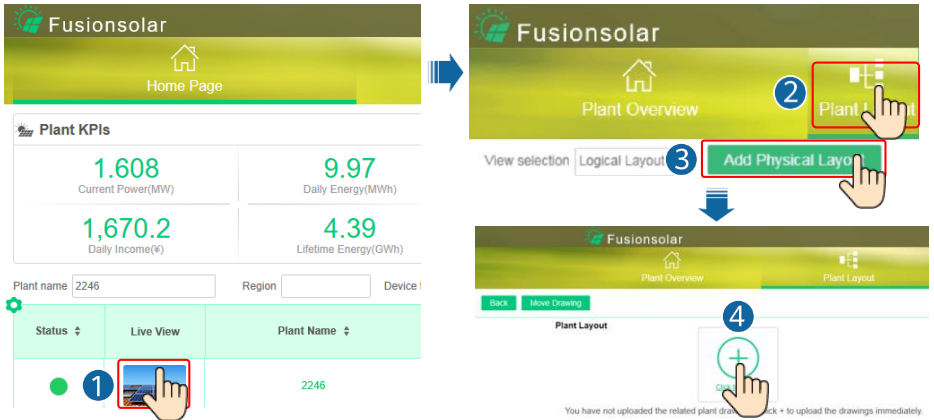 Fusionsolar
Home Page
Plant KPIs
1.608
Current Power(MW)
9.97
Daily Energy(MWh)
1,670.2
Daily Income(¥)
4.39
Lifetime Energy(GWh)
Plant name 2246 Region Device
Status Live View Plant Name
1
2246
Fusionsolar
Plant Overview
2
Plant
View selection Logical Layout
3
Add Physical Layou
Fusionsolar
Plant Overview
Plant Layout
Back Move Drawing
Plant Layout
4
You have not uploaded the related plant + to upload the drawings immediately.